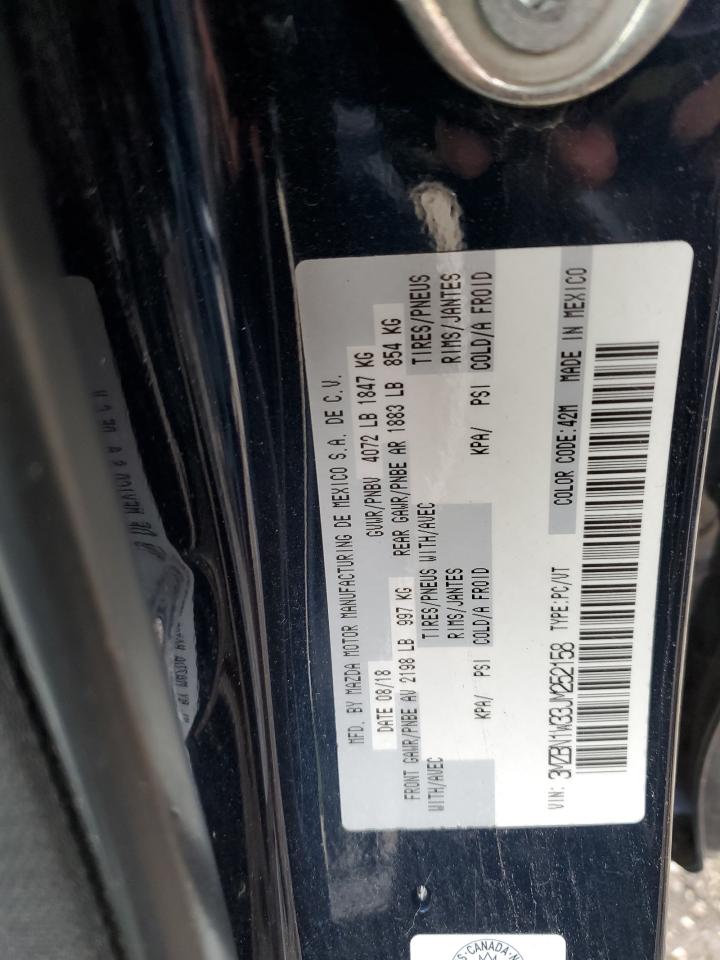 MFD. BY MAZDA MOTOR MANUFACTURING DE MEXICO S.A. DE C.V.
DATE 08/18 GVWR/PNBV 4072 LB 1847 KG
FRONT GAWR/PNBE AV 2198 LB 997 KG REAR GAWR/PNBE AR 1883 LB 854 KG
WITH/AVEC TIRES/PNEUS WITH/AVEC TIRES/PNEUS
RIMS/JANTES RIMS/JANTES
KPA/ PSI COLD/A FROID KPA/ PSI COLD/A FROID
VIN: 3MZBN1W33JM252158 TYPE:PC/VT
COLOR CODE:42M MADE IN MEXICO
CANADA